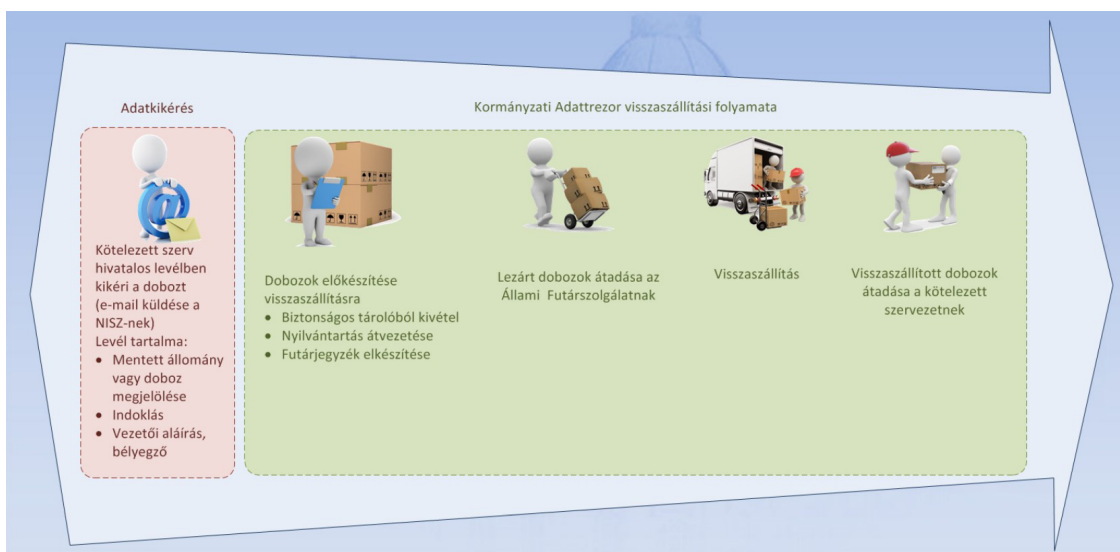 Adatkikérés
Kormányzati Adattrezor visszaszállítási folyamata
Kötelezett szerv
hivatalos levélben
kikéri a dobozt
(e-mail küldése a
NISZ-nek)
Levél tartalma:
• Mentett állomány
vagy doboz
megjelölése
• Indoklás
• Vezetői aláírás,
bélyegző
Dobozok előkészítése
visszaszállításra
• Biztonságos tárolóból kivétel
• Nyilvántartás átvezetése
• Futárjegyzék elkészítése
Lezárt dobozok átadása az
Állami Futárszolgálatnak
Visszaszállítás
Visszaszállított dobozok
átadása a kötelezett
szervezetnek